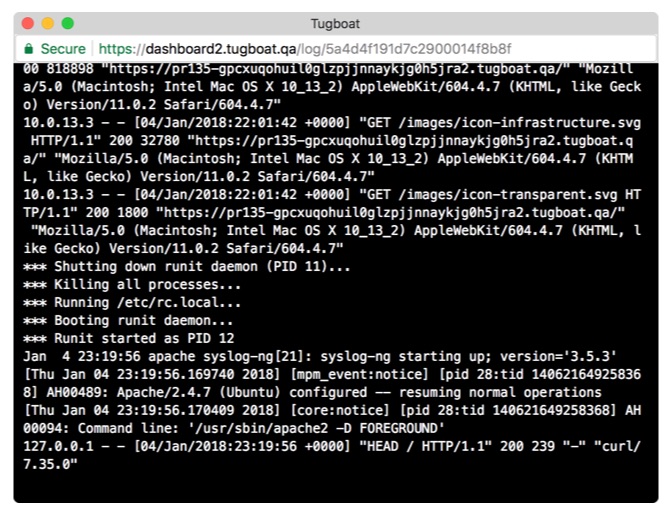 Tugboat
Secure https://dashboard2.tugboat.qa/log/5a4d4f191d7c2900014f8b8f
00 818898 "https://pr135-gpcxuqohuil0glzpjjnnaykjg0h5jra2.tugboat.qa/" "Mozill
a/5.0 (Macintosh; Intel Mac OS X 10_13_2) AppleWebKit/604.4.7 (KHTML, like Geck
o) Version/11.0.2 Safari/604.4.7"
10.0.13.3 - - [04/Jan/2018:22:01:42 +0000] "GET /images/icon-infrastructure.svg
HTTP/1.1" 200 32780 "https://pr135-gpcxuqohuil0glzpjjnnaykjg0h5jra2.tugboat.q
a/" "Mozilla/5.0 (Macintosh; Intel Mac OS X 10_13_2) AppleWebKit/604.4.7 (KHTM
L, like Gecko) Version/11.0.2 Safari/604.4.7"
10.0.13.3 - - [04/Jan/2018:22:01:42 +0000] "GET /images/icon-transparent.svg HT
TP/1.1" 200 1800 "https://pr135-gpcxuqohuil0glzpjjnnaykjg0h5jra2.tugboat.qa/"
"Mozilla/5.0 (Macintosh; Intel Mac OS X 10_13_2) AppleWebKit/604.4.7 (KHTML, l
ike Gecko) Version/11.0.2 Safari/604.4.7"
*** Shutting down runit daemon (PID 11)...
*** Killing all processes...
*** Running /etc/rc.local...
*** Booting runit daemon...
*** Runit started as PID 12
Jan  4 23:19:56 apache syslog-ng[21]: syslog-ng starting up; version='3.5.3'
[Thu Jan 04 23:19:56.169740 2018] [mpm_event:notice] [pid 28:tid 14062164925836
8] AH00489: Apache/2.4.7 (Ubuntu) configured -- resuming normal operations
[Thu Jan 04 23:19:56.170409 2018] [core:notice] [pid 28:tid 140621649258368] AH
00094: Command line: '/usr/sbin/apache2 -D FOREGROUND'
127.0.0.1 - - [04/Jan/2018:23:19:56 +0000] "HEAD / HTTP/1.1" 200 239 "-" "curl/
7.35.0"